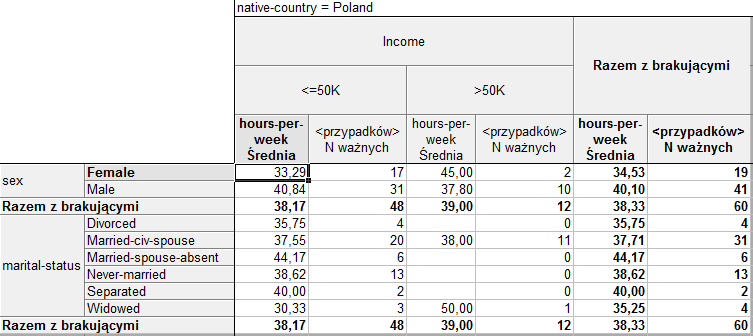 native-country = Poland
Income
Razem z brakującymi
<=50K >50K
hours-per-week Średnia <przypadków> N ważnych hours-per-week Średnia <przypadków> N ważnych hours-per-week Średnia <przypadków> N ważnych
sex Female 33,29 17 45,00 2 34,53 19
Male 40,84 31 37,80 10 40,10 41
Razem z brakującymi 38,17 48 39,00 12 38,33 60
marital-status Divorced 35,75 4 0 35,75 4
Married-civ-spouse 37,55 20 38,00 11 37,71 31
Married-spouse-absent 44,17 6 0 44,17 6
Never-married 38,62 13 0 38,62 13
Separated 40,00 2 0 40,00 2
Widowed 30,33 3 50,00 1 35,25 4
Razem z brakującymi 38,17 48 39,00 12 38,33 60